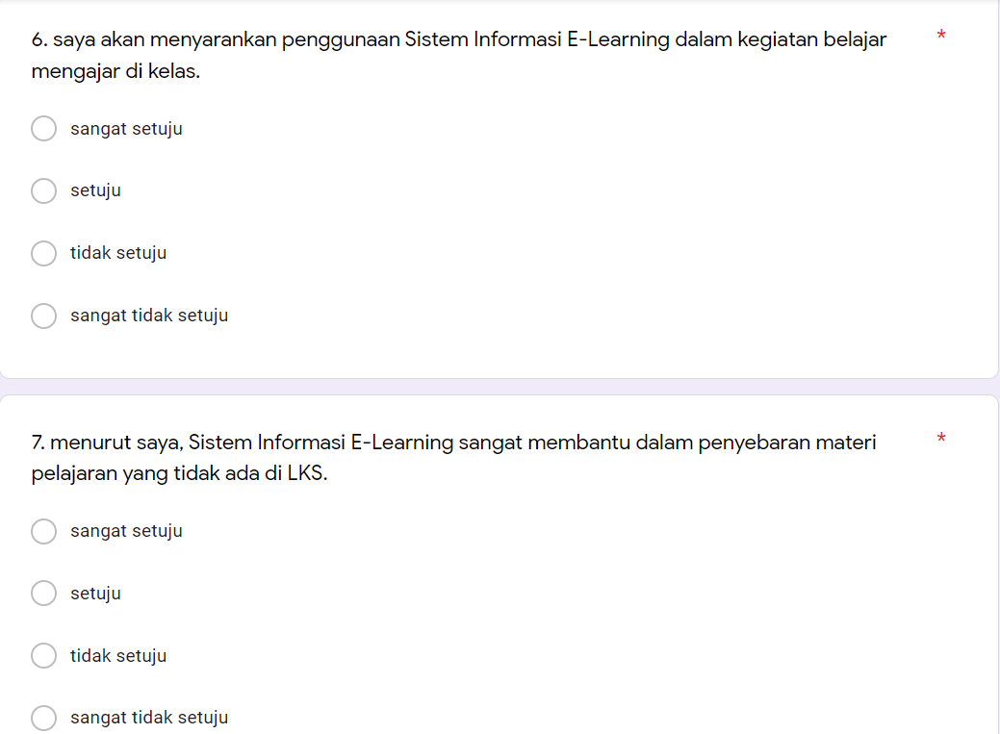 6. saya akan menyarankan penggunaan Sistem Informasi E-Learning dalam kegiatan belajar *
mengajar di kelas.
sangat setuju
setuju
tidak setuju
sangat tidak setuju
7. menurut saya, Sistem Informasi E-Learning sangat membantu dalam penyebaran materi *
pelajaran yang tidak ada di LKS.
sangat setuju
setuju
tidak setuju
sangat tidak setuju